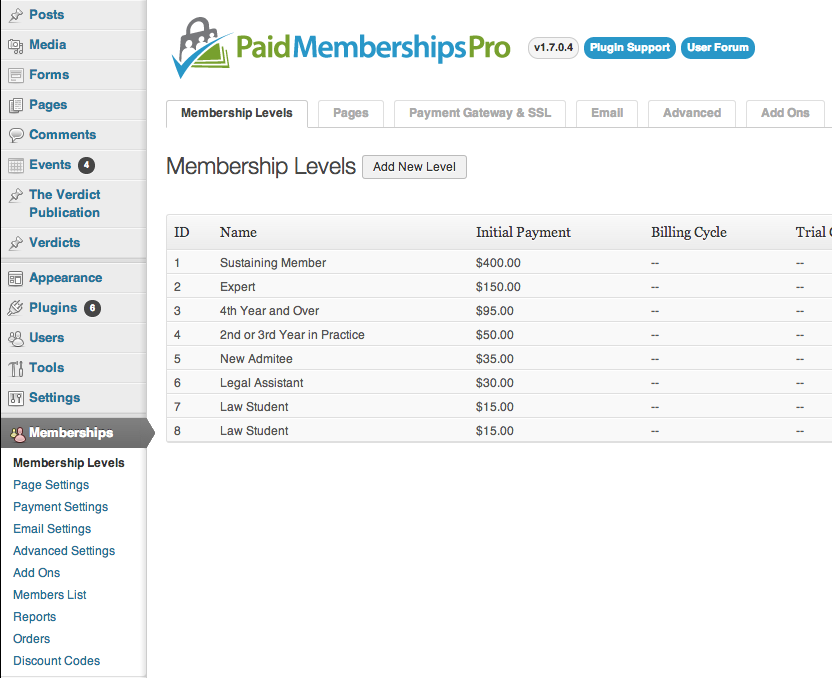 Posts
Media
Forms
Pages
Comments
Events 4
The Verdict
Publication
Verdicts
Appearance
Plugins 6
Users
Tools
Settings
Memberships
Membership Levels
Page Settings
Payment Settings
Email Settings
Advanced Settings
Add Ons
Members List
Reports
Orders
Discount Codes
PaidMembershipsPro v1.7.0.4 Plugin Support User Forum
Membership Levels Pages Payment Gateway & SSL Email Advanced Add Ons
Membership Levels Add New Level
ID Name Initial Payment Billing Cycle Trial
1 Sustaining Member $400.00 -- --
2 Expert $150.00 -- --
3 4th Year and Over $95.00 -- --
4 2nd or 3rd Year in Practice $50.00 -- --
5 New Admitee $35.00 -- --
6 Legal Assistant $30.00 -- --
7 Law Student $15.00 -- --
8 Law Student $15.00 -- --